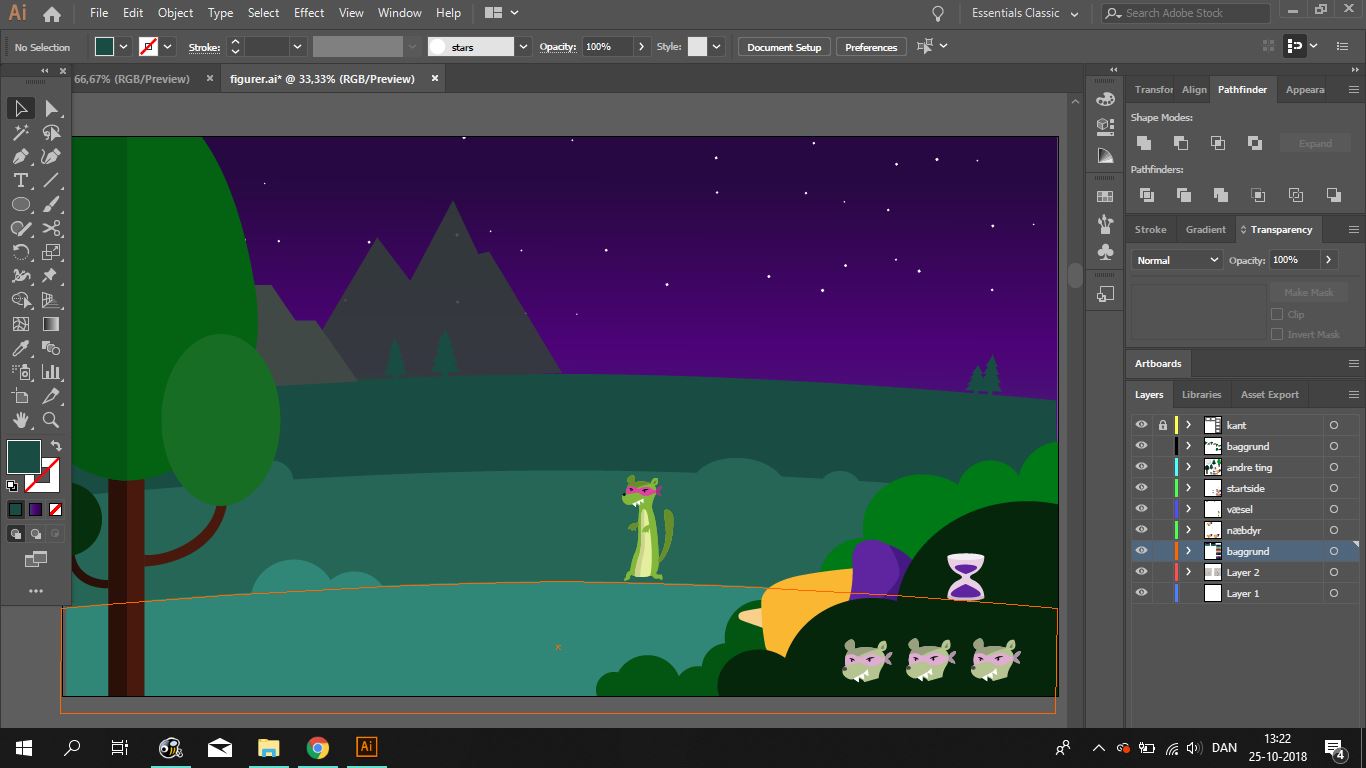 Ai File Edit Object Type Select Effect View Window Help Essentials Classic Search Adobe Stock
No Selection Stroke: stars Opacity: 100% Style: Document Setup Preferences
66,67% (RGB/Preview) × figurer.ai* @ 33,33% (RGB/Preview) ×
Transfor Align Pathfinder Appeara
Shape Modes:
Expand
Pathfinders:
Stroke Gradient Transparency
Normal Opacity: 100%
Make Mask
Clip
Invert Mask
Artboards
Layers Libraries Asset Export
kant
baggrund
andre ting
startside
væsel
næbdyr
baggrund
Layer 2
Layer 1
Ai DAN 13:22
25-10-2018 4